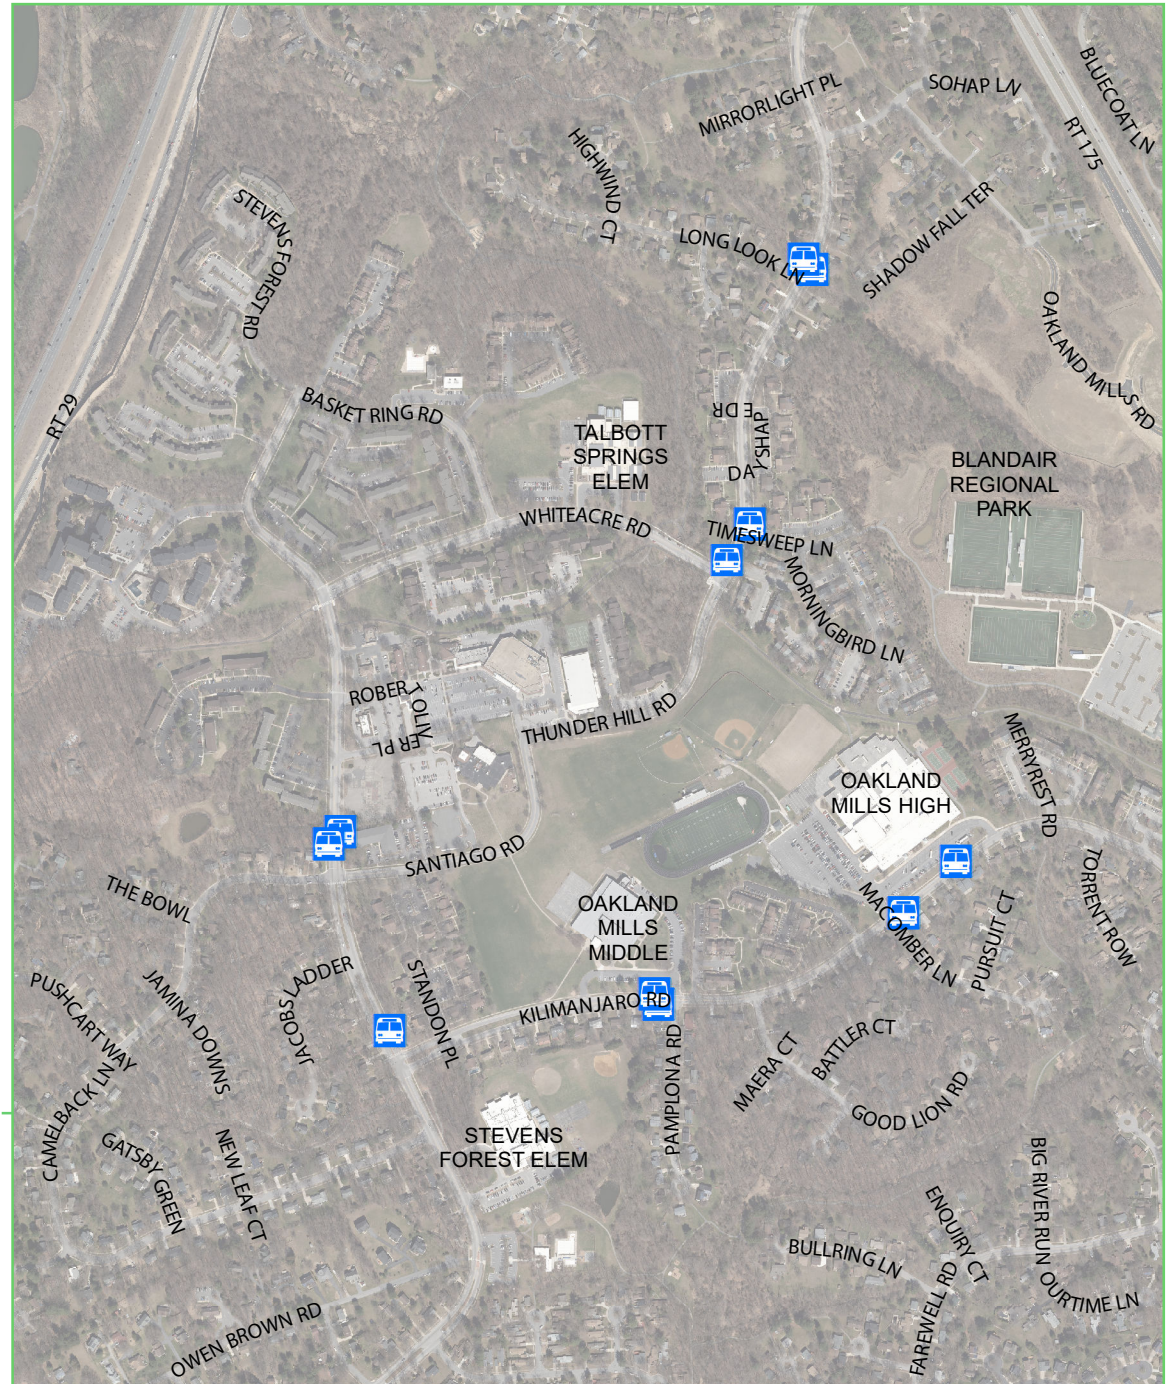 BLUECOAT LN
SOHAP LN
MIRRORLIGHT PL
RT 175
HIGHWIND CT
STEVENS FOREST RD
SHADOW FALL TER
LONG LOOK LN
OAKLAND MILLS RD
RT 29
BASKET RING RD
E DR
Y SHAP
DA
TALBOTT
SPRINGS
ELEM
BLANDAIR
REGIONAL
PARK
WHITEACRE RD
TIMESWEEP LN
MORNINGBIRD LN
ROBER
T OLIV
ER PL
THUNDER HILL RD
MERRYREST RD
OAKLAND
MILLS HIGH
SANTIAGO RD
THE BOWL
OAKLAND
MILLS
MIDDLE
MACOMBER LN
PURSUIT CT
TORRENT ROW
PUSHCART WAY
JAMINA DOWNS
JACOBS LADDER
STANDON PL
KILIMANJARO RD
PAMPLONA RD
MAERA CT
BATTLER CT
GOOD LION RD
CAMELBACK LN
GATSBY GREEN
NEW LEAF CT
STEVENS
FOREST ELEM
BIG RIVER RUN
ENQUIRY CT
BULLRING LN
FAREWELL RD
OURTIME LN
OWEN BROWN RD